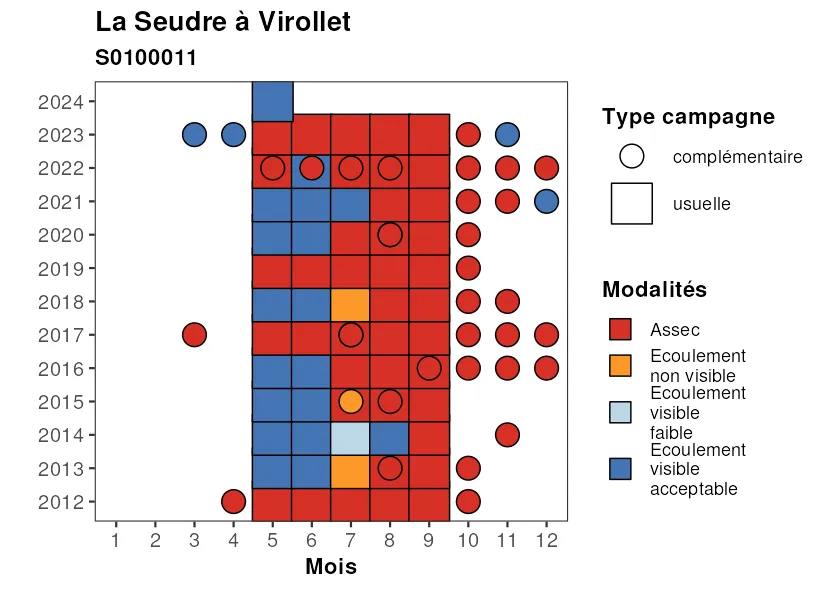 La Seudre à Virollet
S0100011
2024
2023
2022
2021
2020
2019
2018
2017
2016
2015
2014
2013
2012
1 2 3 4 5 6 7 8 9 10 11 12
Mois
Type campagne
complémentaire
usuelle
Modalités
Assec
Ecoulement
non visible
Ecoulement
visible
faible
Ecoulement
visible
acceptable